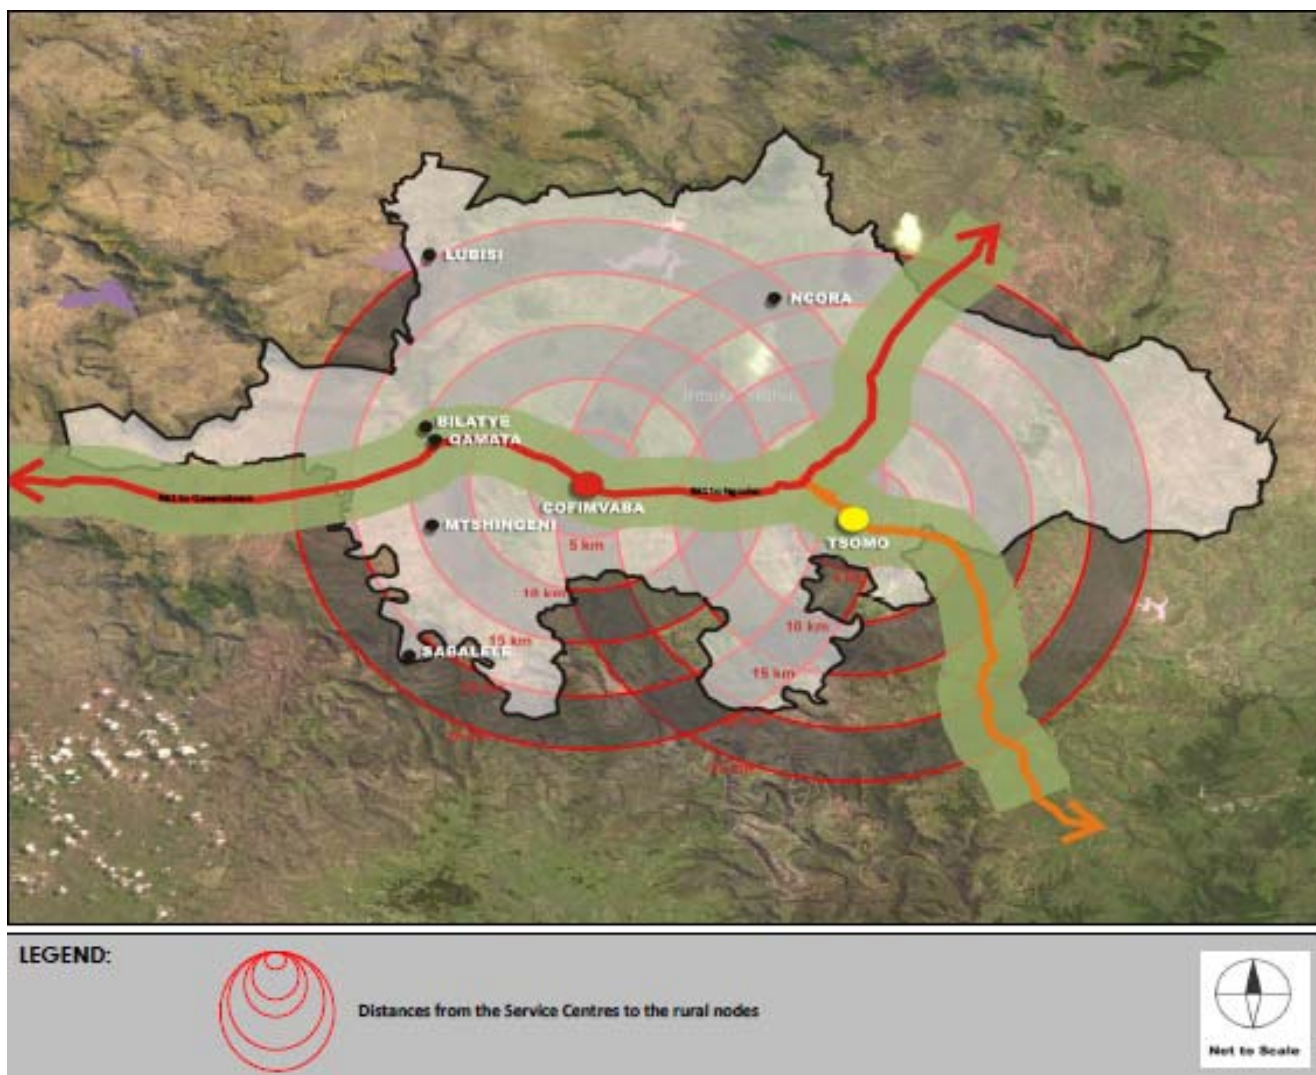 LUBISI
NCORA
BILATYE
QAMATA
COFIMVABA
MTSHINGENI
TSOMO
5 km
10 km
10 km
15 km
15 km
SABALELE
LEGEND:
Distances from the Service Centres to the rural nodes
Not to Scale